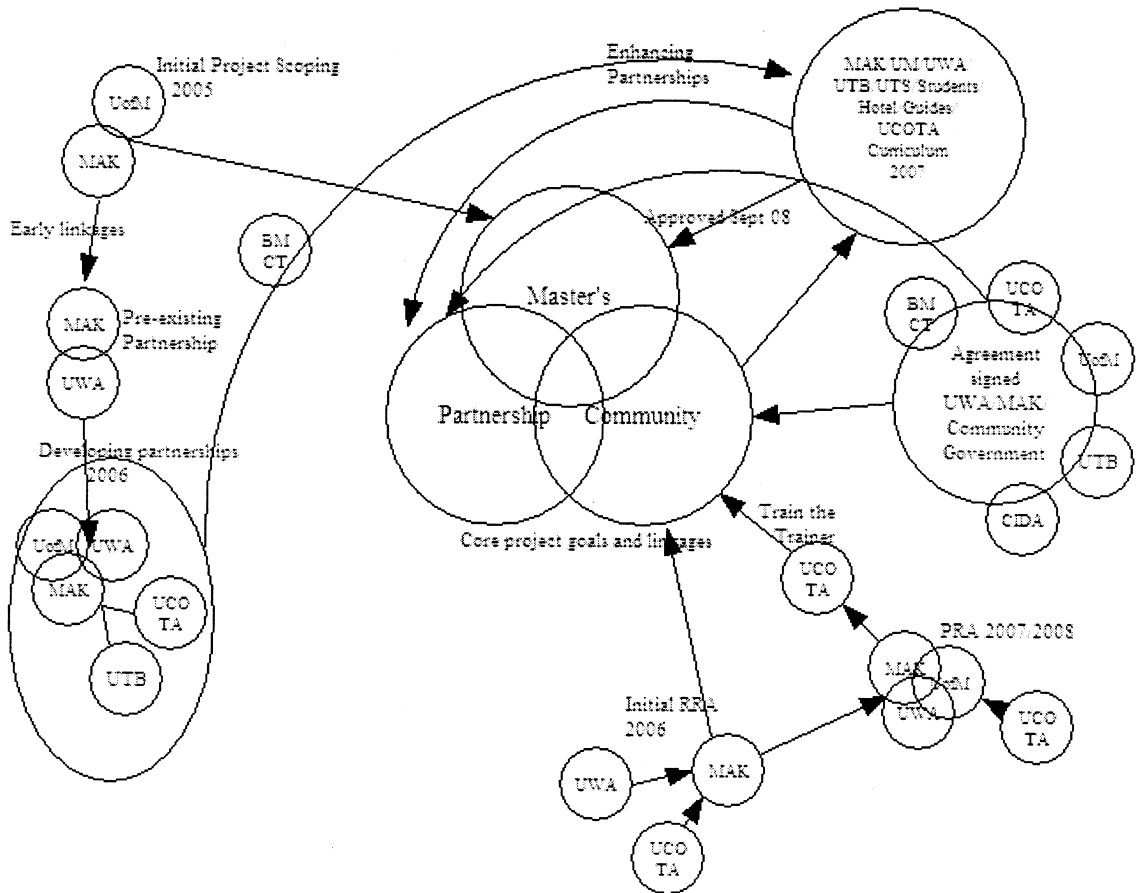 Initial Project Scoping
2005
UofM
MAK
Early linkages
MAK
Pre-existing
Partnership
UWA
Developing partnerships
2006
UofM
UWA
MAK
UCO
TA
UTB
BM
CT
Enhancing
Partnerships
MAK/UM/UWA/
UTB/UTS/Students/
Hotel Guides/
UCOTA
Curriculum
2007
Approved Sept 08
Master's
Partnership
Community
Core project goals and linkages
BM
CT
UCO
TA
UofM
UTB
CIDA
Agreement
signed
UWA/MAK/
Community
Government
Train the
Trainer
UCO
TA
PRA 2007/2008
MAK
UofM
UWA
UCO
TA
Initial RRA
2006
UWA
MAK
UCO
TA